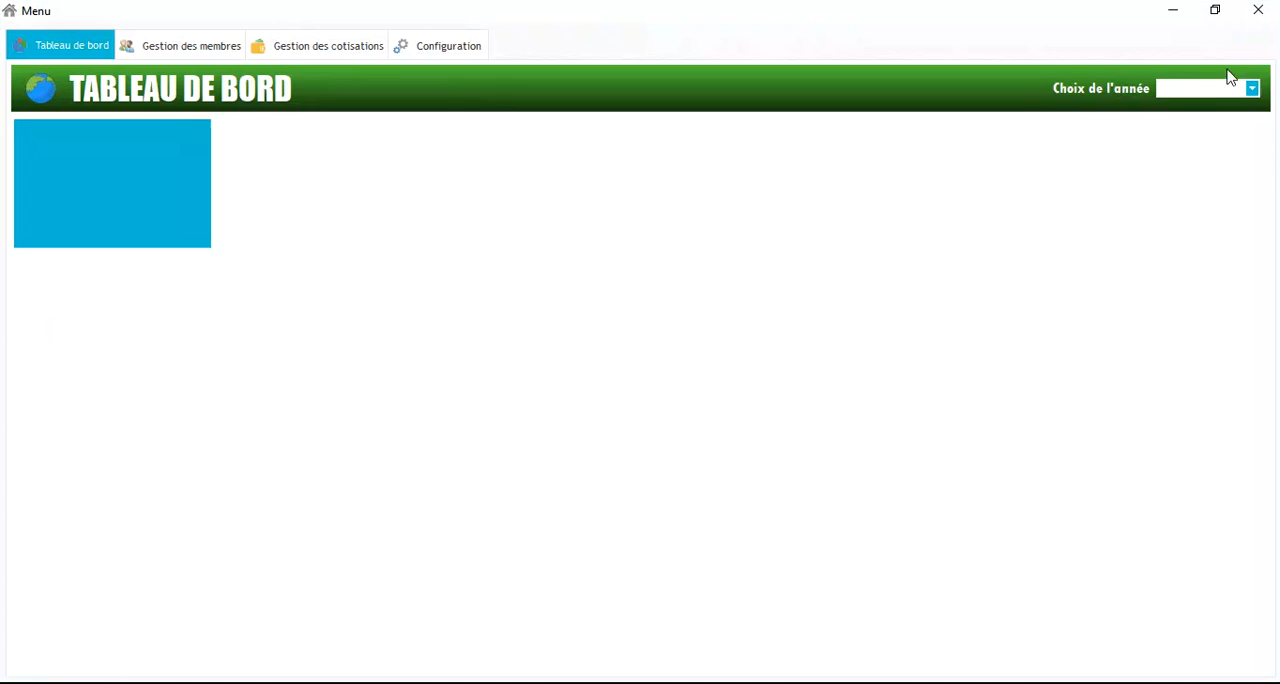 Menu
Tableau de bord Gestion des membres Gestion des cotisations Configuration
TABLEAU DE BORD Choix de l'année